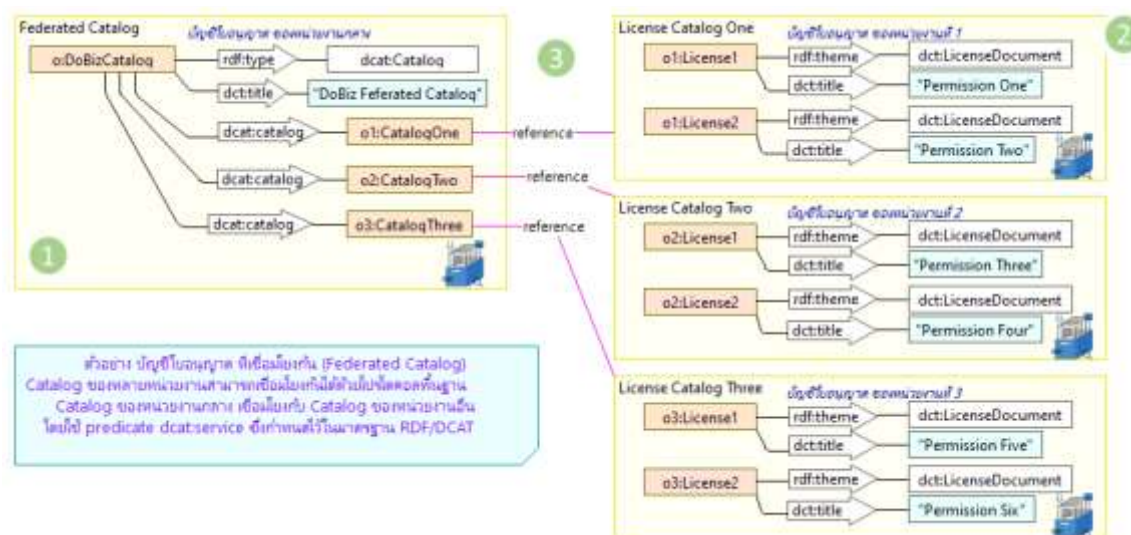 Federated Catalog
บัญชีใบอนุญาต ของหน่วยงานกลาง
o:DoBizCatalog
rdf:type
dcat:Catalog
dct:title
"DoBiz Feferated Catalog"
dcat:catalog
o1:CatalogOne
dcat:catalog
o2:CatalogTwo
dcat:catalog
o3:CatalogThree
1
3
reference
reference
reference
License Catalog One
บัญชีใบอนุญาต ของหน่วยงานที่ 1
2
o1:License1
rdf:theme
dct:LicenseDocument
dct:title
"Permission One"
o1:License2
rdf:theme
dct:LicenseDocument
dct:title
"Permission Two"
License Catalog Two
บัญชีใบอนุญาต ของหน่วยงานที่ 2
o2:License1
rdf:theme
dct:LicenseDocument
dct:title
"Permission Three"
o2:License2
rdf:theme
dct:LicenseDocument
dct:title
"Permission Four"
License Catalog Three
บัญชีใบอนุญาต ของหน่วยงานที่ 3
o3:License1
rdf:theme
dct:LicenseDocument
dct:title
"Permission Five"
o3:License2
rdf:theme
dct:LicenseDocument
dct:title
"Permission Six"
ตัวอย่าง บัญชีใบอนุญาต ที่เชื่อมโยงกัน (Federated Catalog)
Catalog ของหลายหน่วยงานสามารถเชื่อมโยงกันได้ด้วยโปรโตคอลพื้นฐาน
Catalog ของหน่วยงานกลาง เชื่อมโยงกับ Catalog ของหน่วยงานอื่น
โดยใช้ predicate dcat:service ซึ่งกำหนดไว้ในมาตรฐาน RDF/DCAT